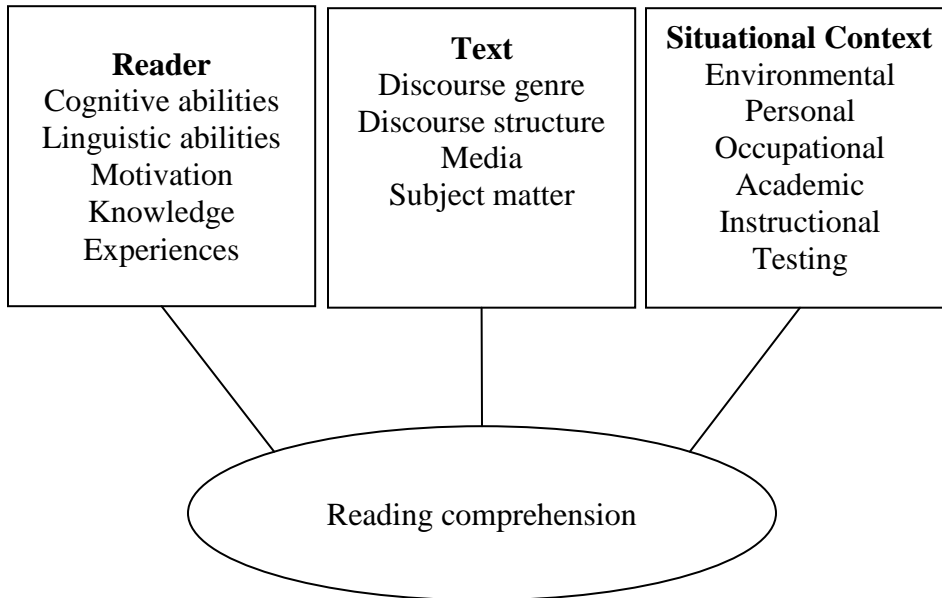 Reader
Cognitive abilities
Linguistic abilities
Motivation
Knowledge
Experiences
Text
Discourse genre
Discourse structure
Media
Subject matter
Situational Context
Environmental
Personal
Occupational
Academic
Instructional
Testing
Reading comprehension